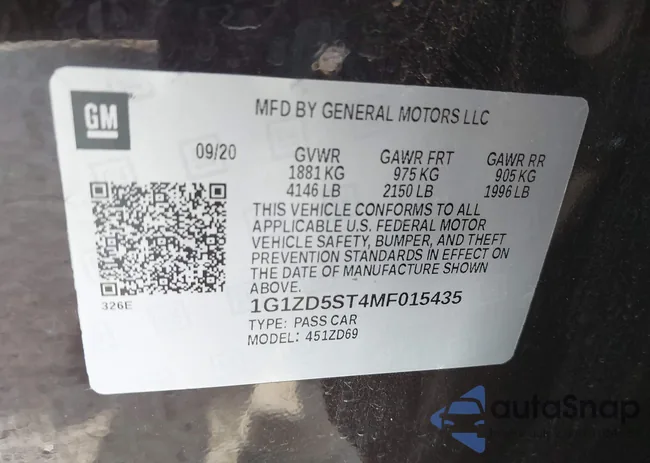 GM
MFD BY GENERAL MOTORS LLC
09/20 GVWR GAWR FRT GAWR RR
1881 KG 975 KG 905 KG
4146 LB 2150 LB 1996 LB
THIS VEHICLE CONFORMS TO ALL
APPLICABLE U.S. FEDERAL MOTOR
VEHICLE SAFETY, BUMPER, AND THEFT
PREVENTION STANDARDS IN EFFECT ON
THE DATE OF MANUFACTURE SHOWN
ABOVE.
326E
1G1ZD5ST4MF015435
TYPE: PASS CAR
MODEL: 451ZD69
autoSnap